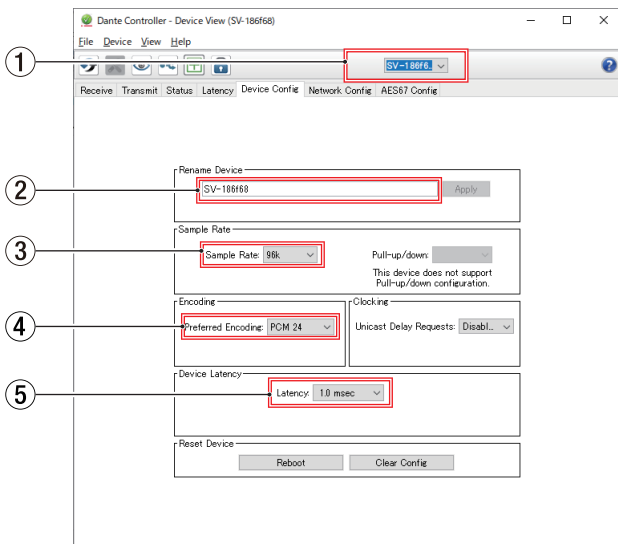 Dante Controller - Device View (SV-186f68)
File Device View Help
1
SV-186f6..
?
Receive Transmit Status Latency Device Config Network Config AES67 Config
Rename Device
2
SV-186f68 Apply
Sample Rate
3
Sample Rate: 96k Pull-up/down:
This device does not support
Pull-up/down configuration.
Encoding Clocking
4
Preferred Encoding: PCM 24 Unicast Delay Requests: Disabl..
Device Latency
5
Latency: 1.0 msec
Reset Device
Reboot Clear Config